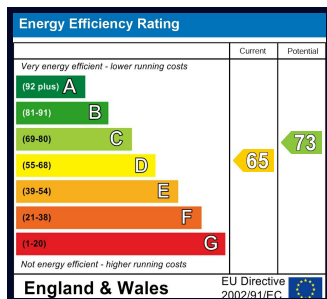 Energy Efficiency Rating
Current Potential
Very energy efficient - lower running costs
(92 plus) A
(81-91) B
(69-80) C
73
(55-68) D
65
(39-54) E
(21-38) F
(1-20) G
Not energy efficient - higher running costs
England & Wales
EU Directive
2002/91/EC